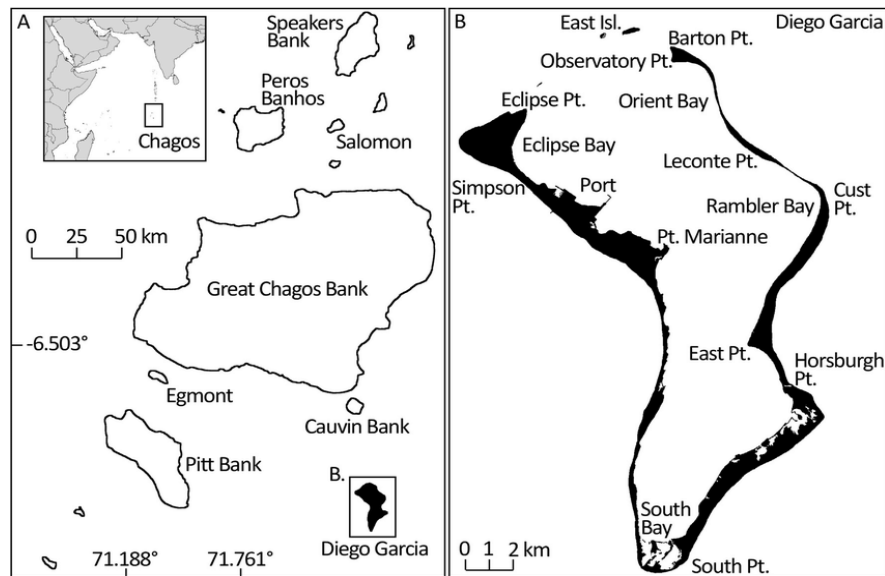 A
Speakers
Bank
Peros
Banhos
Chagos
Salomon
0 25 50 km
Great Chagos Bank
-6.503°
Egmont
Cauvin Bank
Pitt Bank
B.
Diego Garcia
71.188° 71.761°
B
East Isl.
Barton Pt.
Diego Garcia
Observatory Pt.
Eclipse Pt.
Orient Bay
Eclipse Bay
Leconte Pt.
Simpson
Pt.
Port
Rambler Bay
Cust
Pt.
Pt. Marianne
East Pt.
Horsburgh
Pt.
South
Bay
0 1 2 km
South Pt.